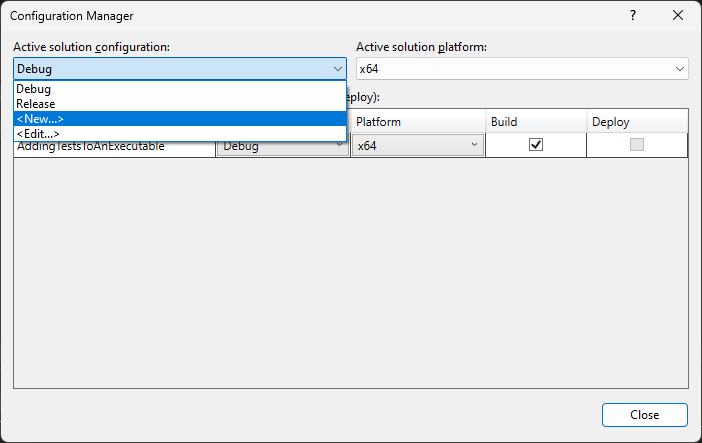 Configuration Manager
?
Active solution configuration:
Active solution platform:
Debug
x64
Debug
Release
<New...>
<Edit...>
ploy):
Platform
Build
Deploy
AddingTestsToAnExecutable
Debug
x64
Close